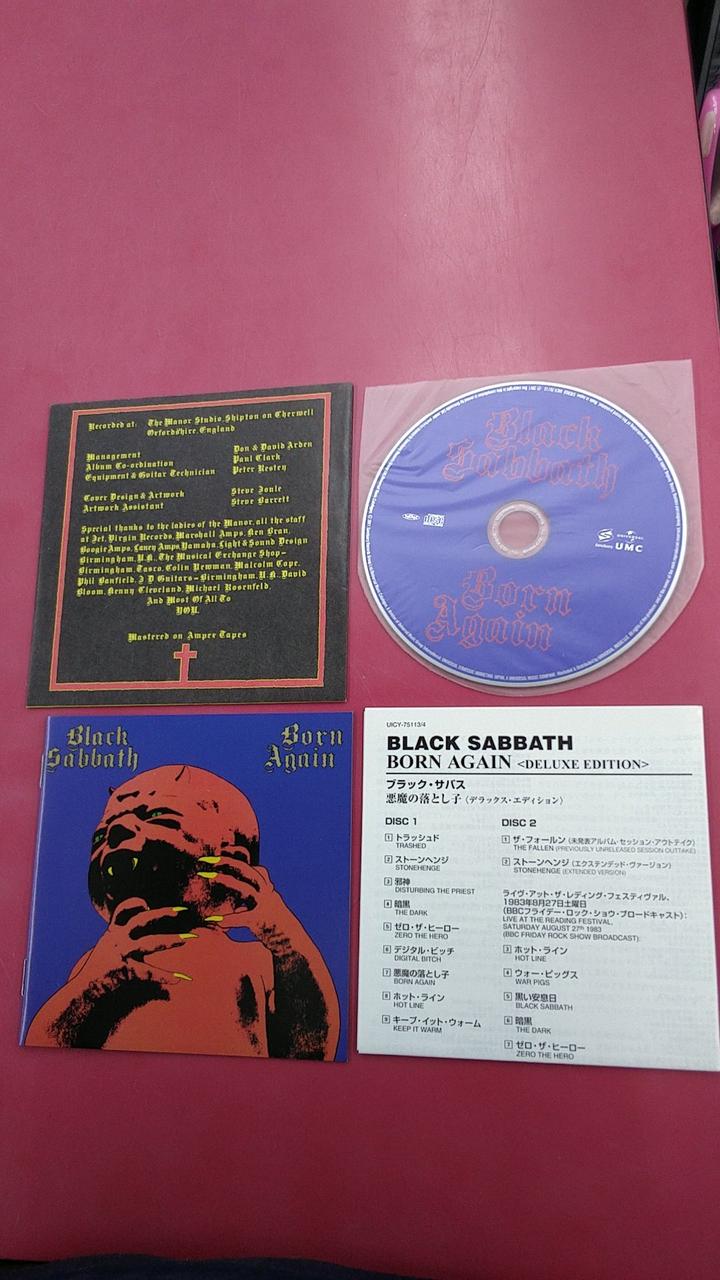 Recorded at: The Manor Studio, Shipton on Cherwell
Oxfordshire, England
Management Don & David Arden
Album Co-ordination Paul Clark
Equipment & Guitar Technician Peter Restey
Cover Design & Artwork Steve Joule
Artwork Assistant Steve Barrett
Special thanks to the ladies of the Manor, all the staff
at Jet, Virgin Records, Marshall Amps, Ken Bran,
Boogie Amps, Laney Amps, Yamaha, Light & Sound Design
Birmingham, U.K. The Musical Exchange Shop–
Birmingham, Tasco, Colin Newman, Malcolm Cope,
Phil Banfield, J D Guitars–Birmingham, U.K. David
Bloom, Kenny Cleveland, Michael Rosenfeld,
And Most Of All To
YOU.
Mastered on Ampex Tapes
Black
Sabbath
UNIVERSAL
UMC
Born
Again
Black
Sabbath
Born
Again
UICY-75113/4
BLACK SABBATH
BORN AGAIN <DELUXE EDITION>
ブラック・サバス
悪魔の落とし子〈デラックス・エディション〉
DISC 1
1 トラッシュド
TRASHED
2 ストーンヘンジ
STONEHENGE
3 邪神
DISTURBING THE PRIEST
4 暗黒
THE DARK
5 ゼロ・ザ・ヒーロー
ZERO THE HERO
6 デジタル・ビッチ
DIGITAL BITCH
7 悪魔の落とし子
BORN AGAIN
8 ホット・ライン
HOT LINE
9 キープ・イット・ウォーム
KEEP IT WARM
DISC 2
1 ザ・フォールン (未発表アルバム・セッション・アウトテイク)
THE FALLEN (PREVIOUSLY UNRELEASED SESSION OUTTAKE)
2 ストーンヘンジ (エクステンデッド・ヴァージョン)
STONEHENGE (EXTENDED VERSION)
ライヴ・アット・ザ・レディング・フェスティヴァル、
1983年8月27日土曜日
(BBCフライデー・ロック・ショウ・ブロードキャスト):
LIVE AT THE READING FESTIVAL,
SATURDAY AUGUST 27th 1983
(BBC FRIDAY ROCK SHOW BROADCAST):
3 ホット・ライン
HOT LINE
4 ウォー・ピッグス
WAR PIGS
5 黒い安息日
BLACK SABBATH
6 暗黒
THE DARK
7 ゼロ・ザ・ヒーロー
ZERO THE HERO